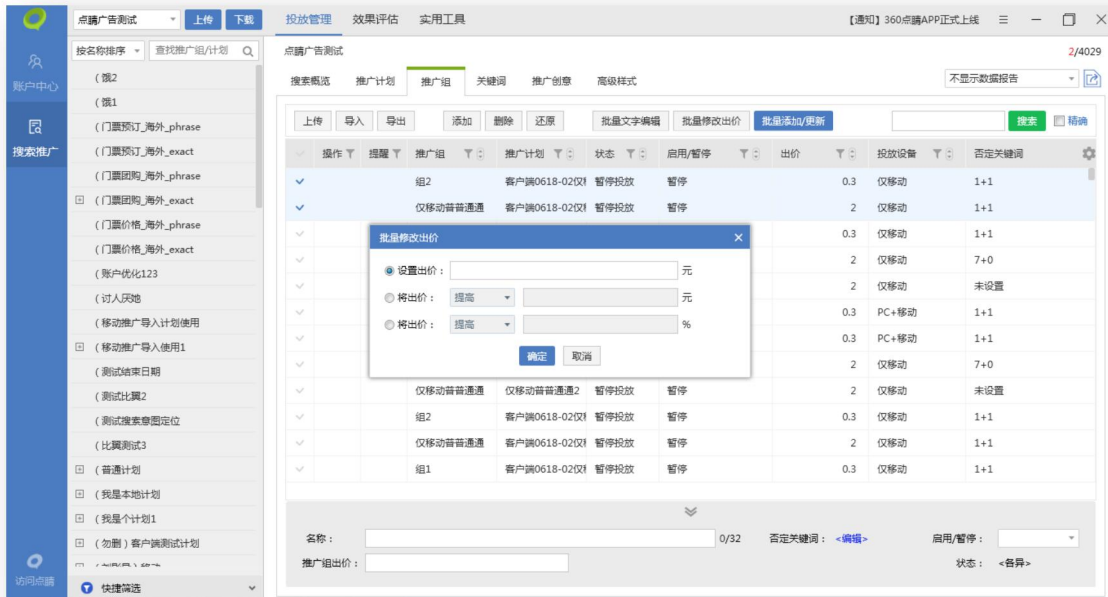 点睛广告测试 上传 下载 投放管理 效果评估 实用工具 【通知】360点睛APP正式上线
按名称排序 查找推广组/计划 点睛广告测试 2/4029
账户中心
搜索推广
访问点睛
(饿2
(饿1
(门票预订_海外_phrase
(门票预订_海外_exact
(门票团购_海外_phrase
(门票团购_海外_exact
(门票价格_海外_phrase
(门票价格_海外_exact
(账户优化123
(讨人厌她
(移动推广导入计划使用
(移动推广导入使用1
(测试结束日期
(测试比翼2
(测试搜索意图定位
(比翼测试3
(普通计划
(我是本地计划
(我是个计划1
(勿删)客户端测试计划
快捷筛选
搜索概览 推广计划 推广组 关键词 推广创意 高级样式 不显示数据报告
上传 导入 导出 添加 删除 还原 批量文字编辑 批量修改出价 批量添加/更新 搜索 精确
操作 提醒 推广组 推广计划 状态 启用/暂停 出价 投放设备 否定关键词
组2 客户端0618-02仅 暂停投放 暂停 0.3 仅移动 1+1
仅移动普普通通 客户端0618-02仅 暂停投放 暂停 2 仅移动 1+1
0.3 仅移动 1+1
2 仅移动 7+0
2 仅移动 未设置
0.3 PC+移动 1+1
0.3 PC+移动 1+1
2 仅移动 7+0
仅移动普普通通 仅移动普普通通2 暂停投放 暂停 2 仅移动 未设置
组2 客户端0618-02仅 暂停投放 暂停 0.3 仅移动 1+1
仅移动普普通通 客户端0618-02仅 暂停投放 暂停 2 仅移动 1+1
组1 客户端0618-02仅 暂停投放 暂停 0.3 仅移动 1+1
批量修改出价
设置出价: 元
将出价: 提高 元
将出价: 提高 %
确定 取消
名称: 0/32 否定关键词: <编辑> 启用/暂停:
推广组出价: 状态: <各异>